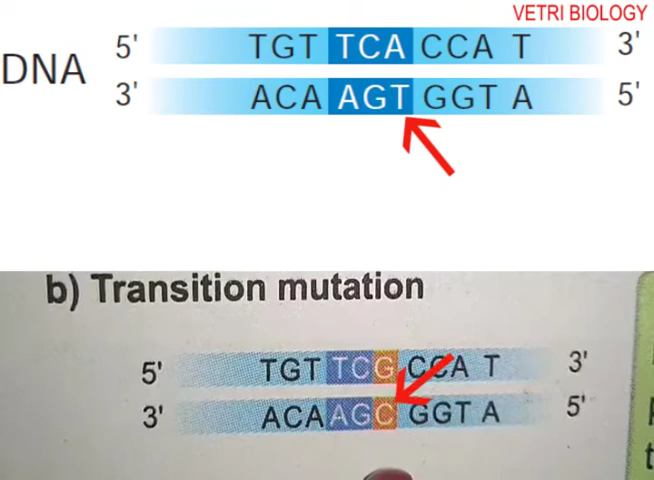 VETRI BIOLOGY
5' TGT TCA CCA T 3'
DNA
3' ACA AGT GGT A 5'
b) Transition mutation
5' TGT TCG CCA T 3'
3' ACA AGC GGT A 5'